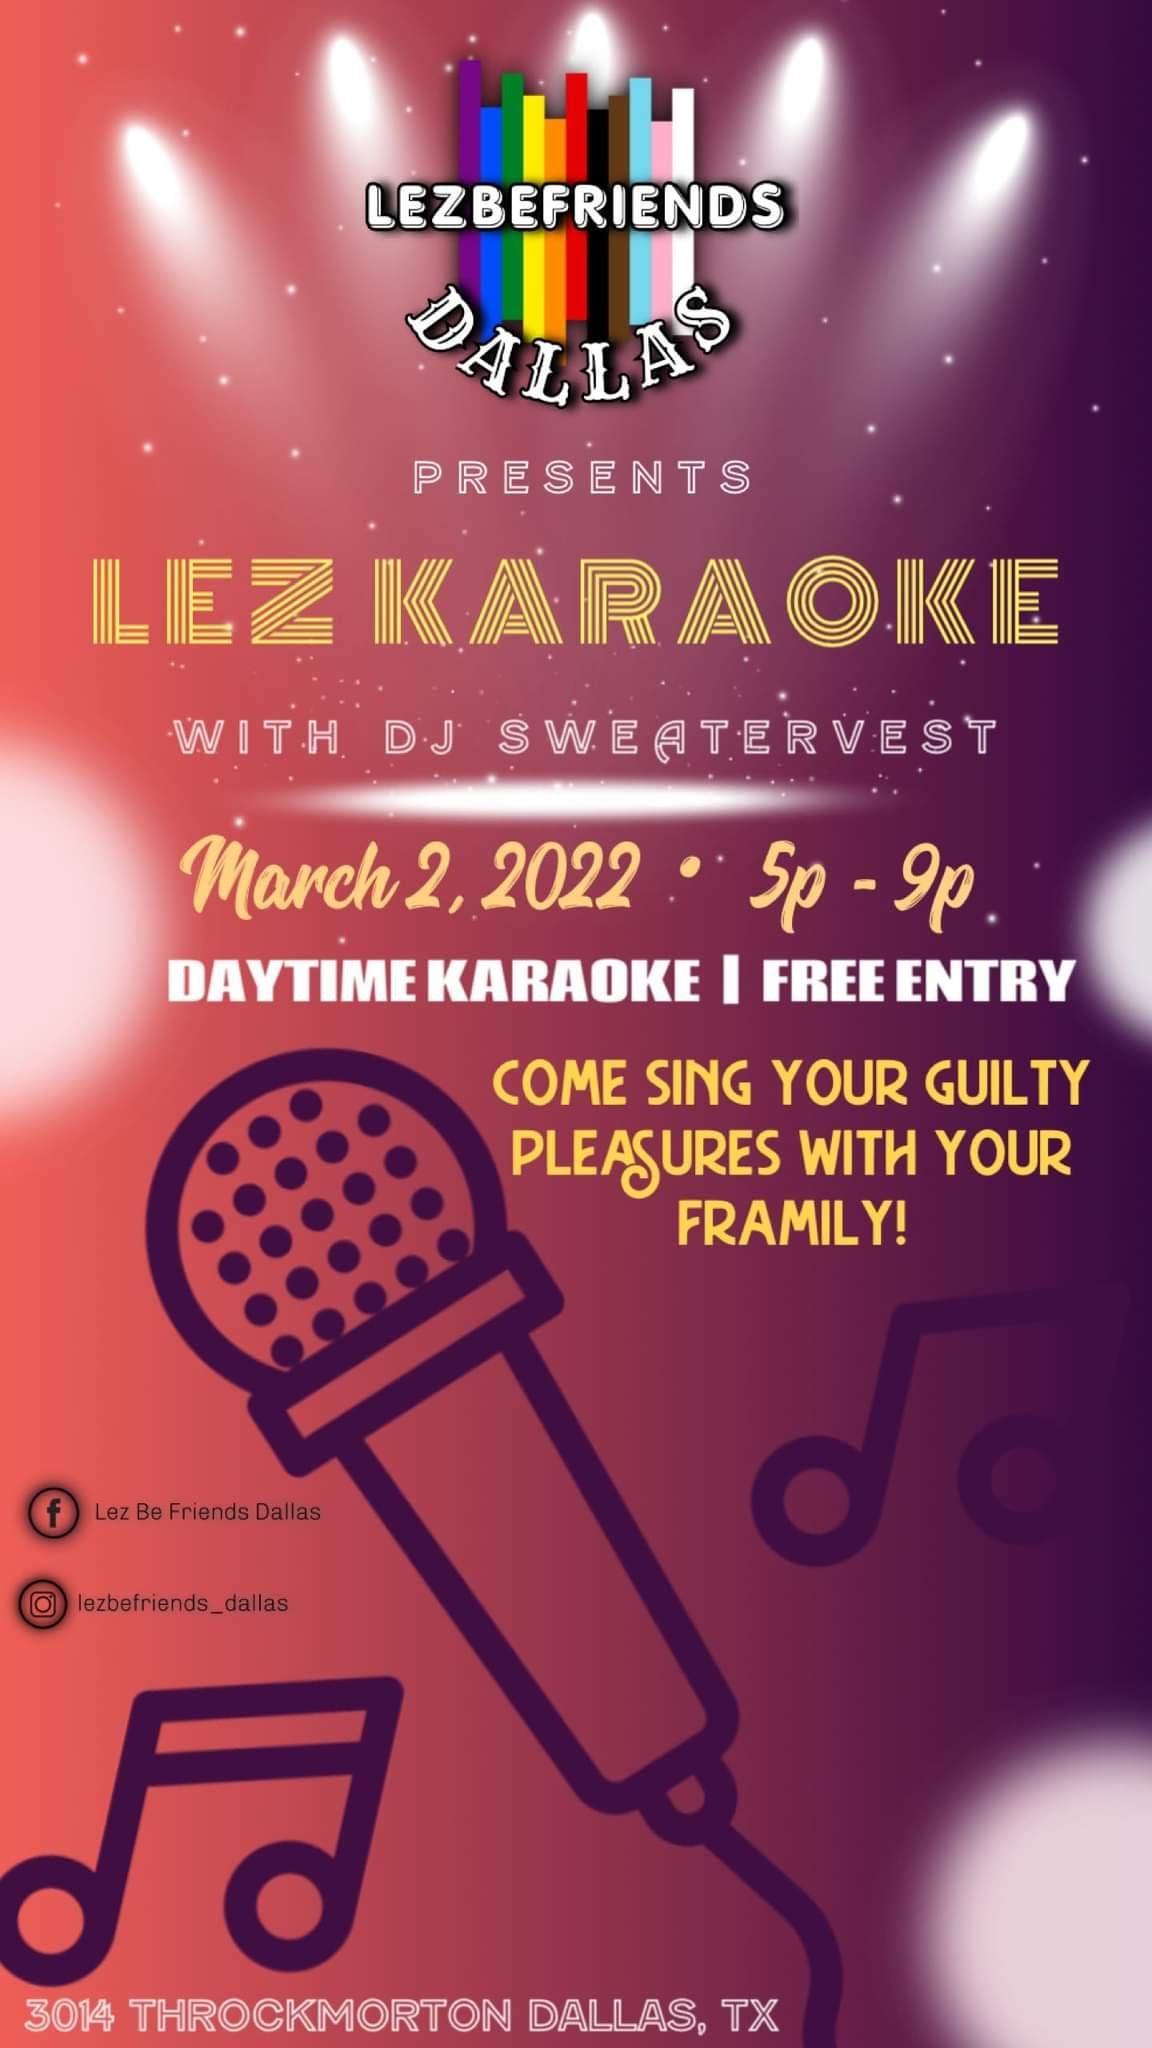 LEZBEFRIENDS
DALLAS
PRESENTS
LEZ KARAOKE
WITH DJ SWEATERVEST
March 2, 2022 • 5p - 9p
DAYTIME KARAOKE | FREE ENTRY
COME SING YOUR GUILTY
PLEASURES WITH YOUR
FRAMILY!
Lez Be Friends Dallas
lezbefriends_dallas
3014 THROCKMORTON DALLAS, TX